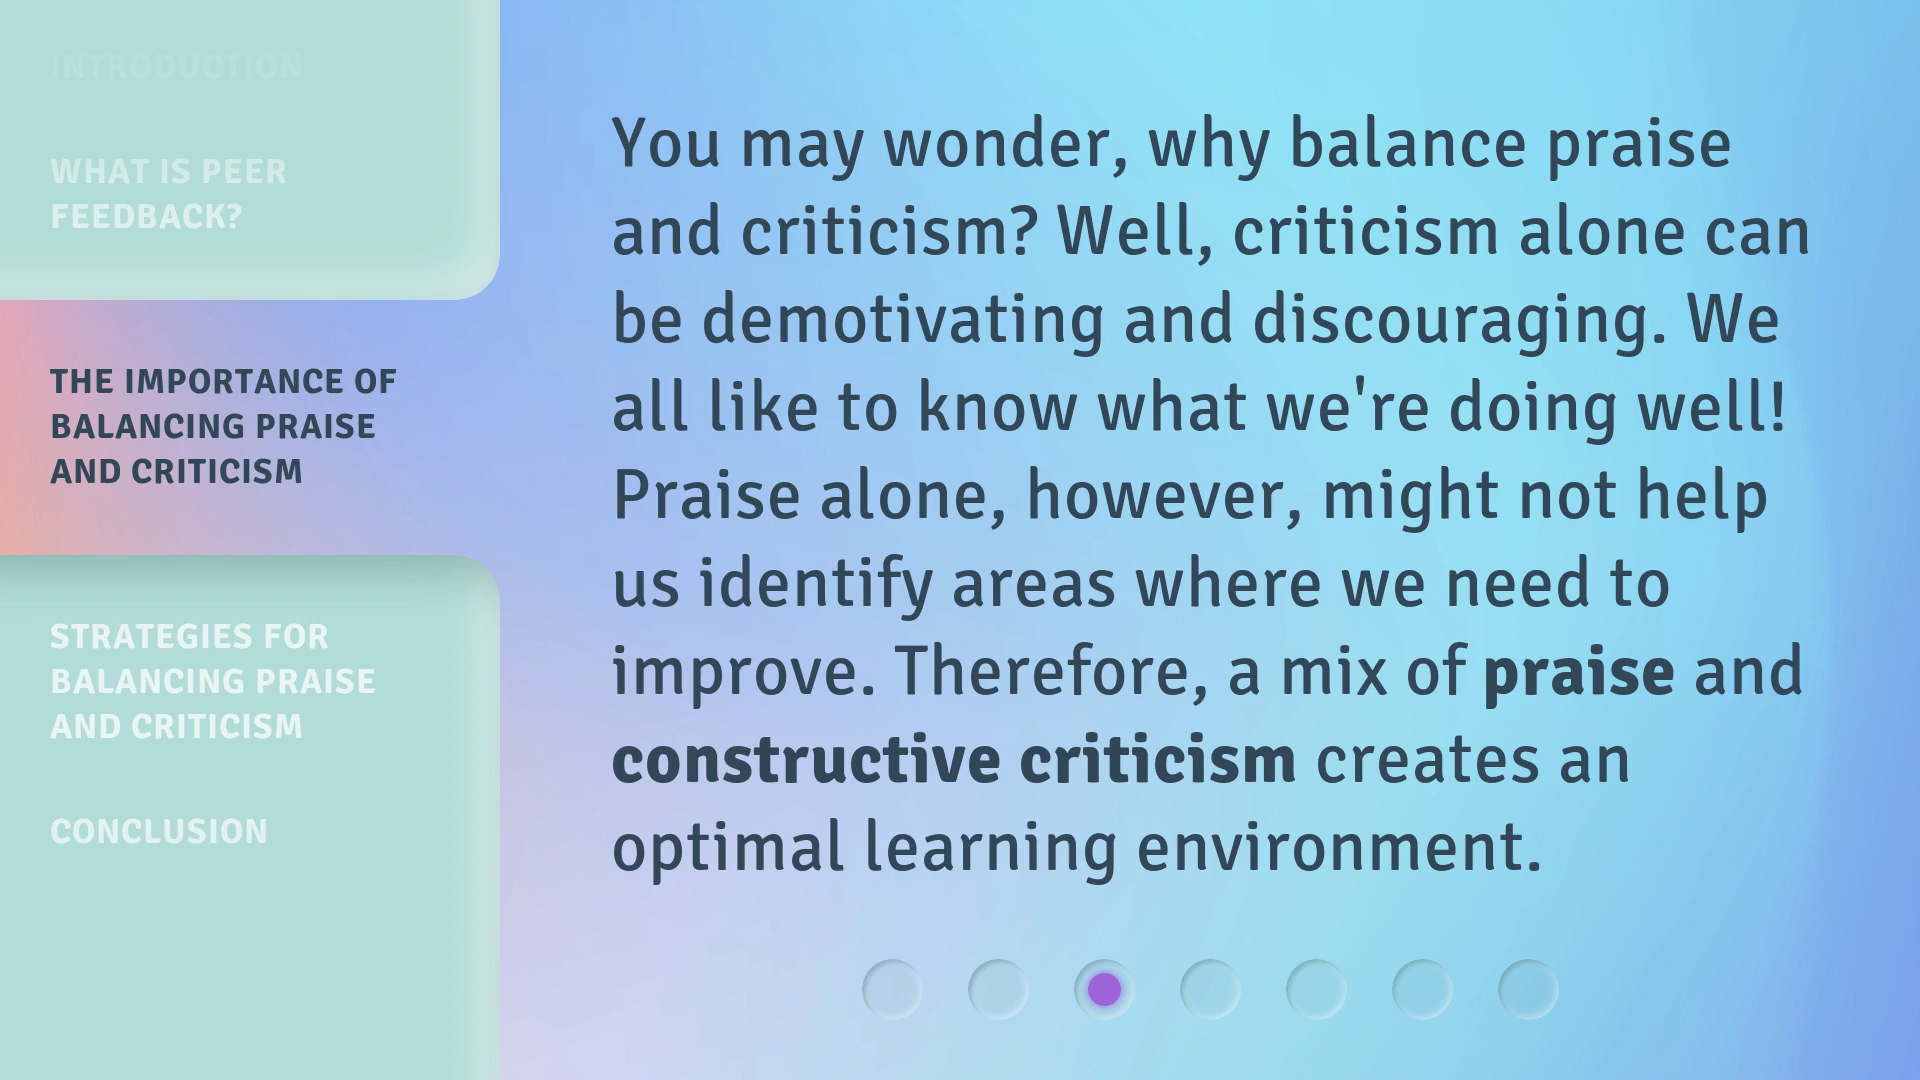 INTRODUCTION
WHAT IS PEER
FEEDBACK?
THE IMPORTANCE OF
BALANCING PRAISE
AND CRITICISM
STRATEGIES FOR
BALANCING PRAISE
AND CRITICISM
CONCLUSION
You may wonder, why balance praise
and criticism? Well, criticism alone can
be demotivating and discouraging. We
all like to know what we're doing well!
Praise alone, however, might not help
us identify areas where we need to
improve. Therefore, a mix of praise and
constructive criticism creates an
optimal learning environment.